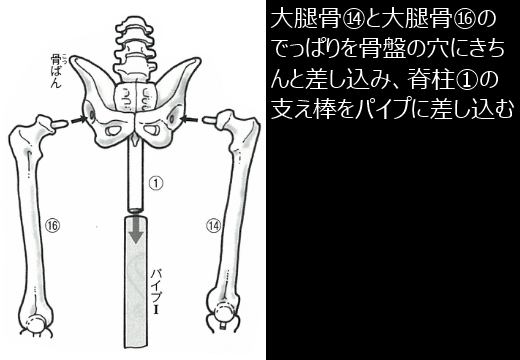 大腿骨⑭と大腿骨⑯の
でっぱりを骨盤の穴にきち
んと差し込み、脊柱①の
支え棒をパイプに差し込む
こつ
骨ばん
①
⑯
⑭
パイプI